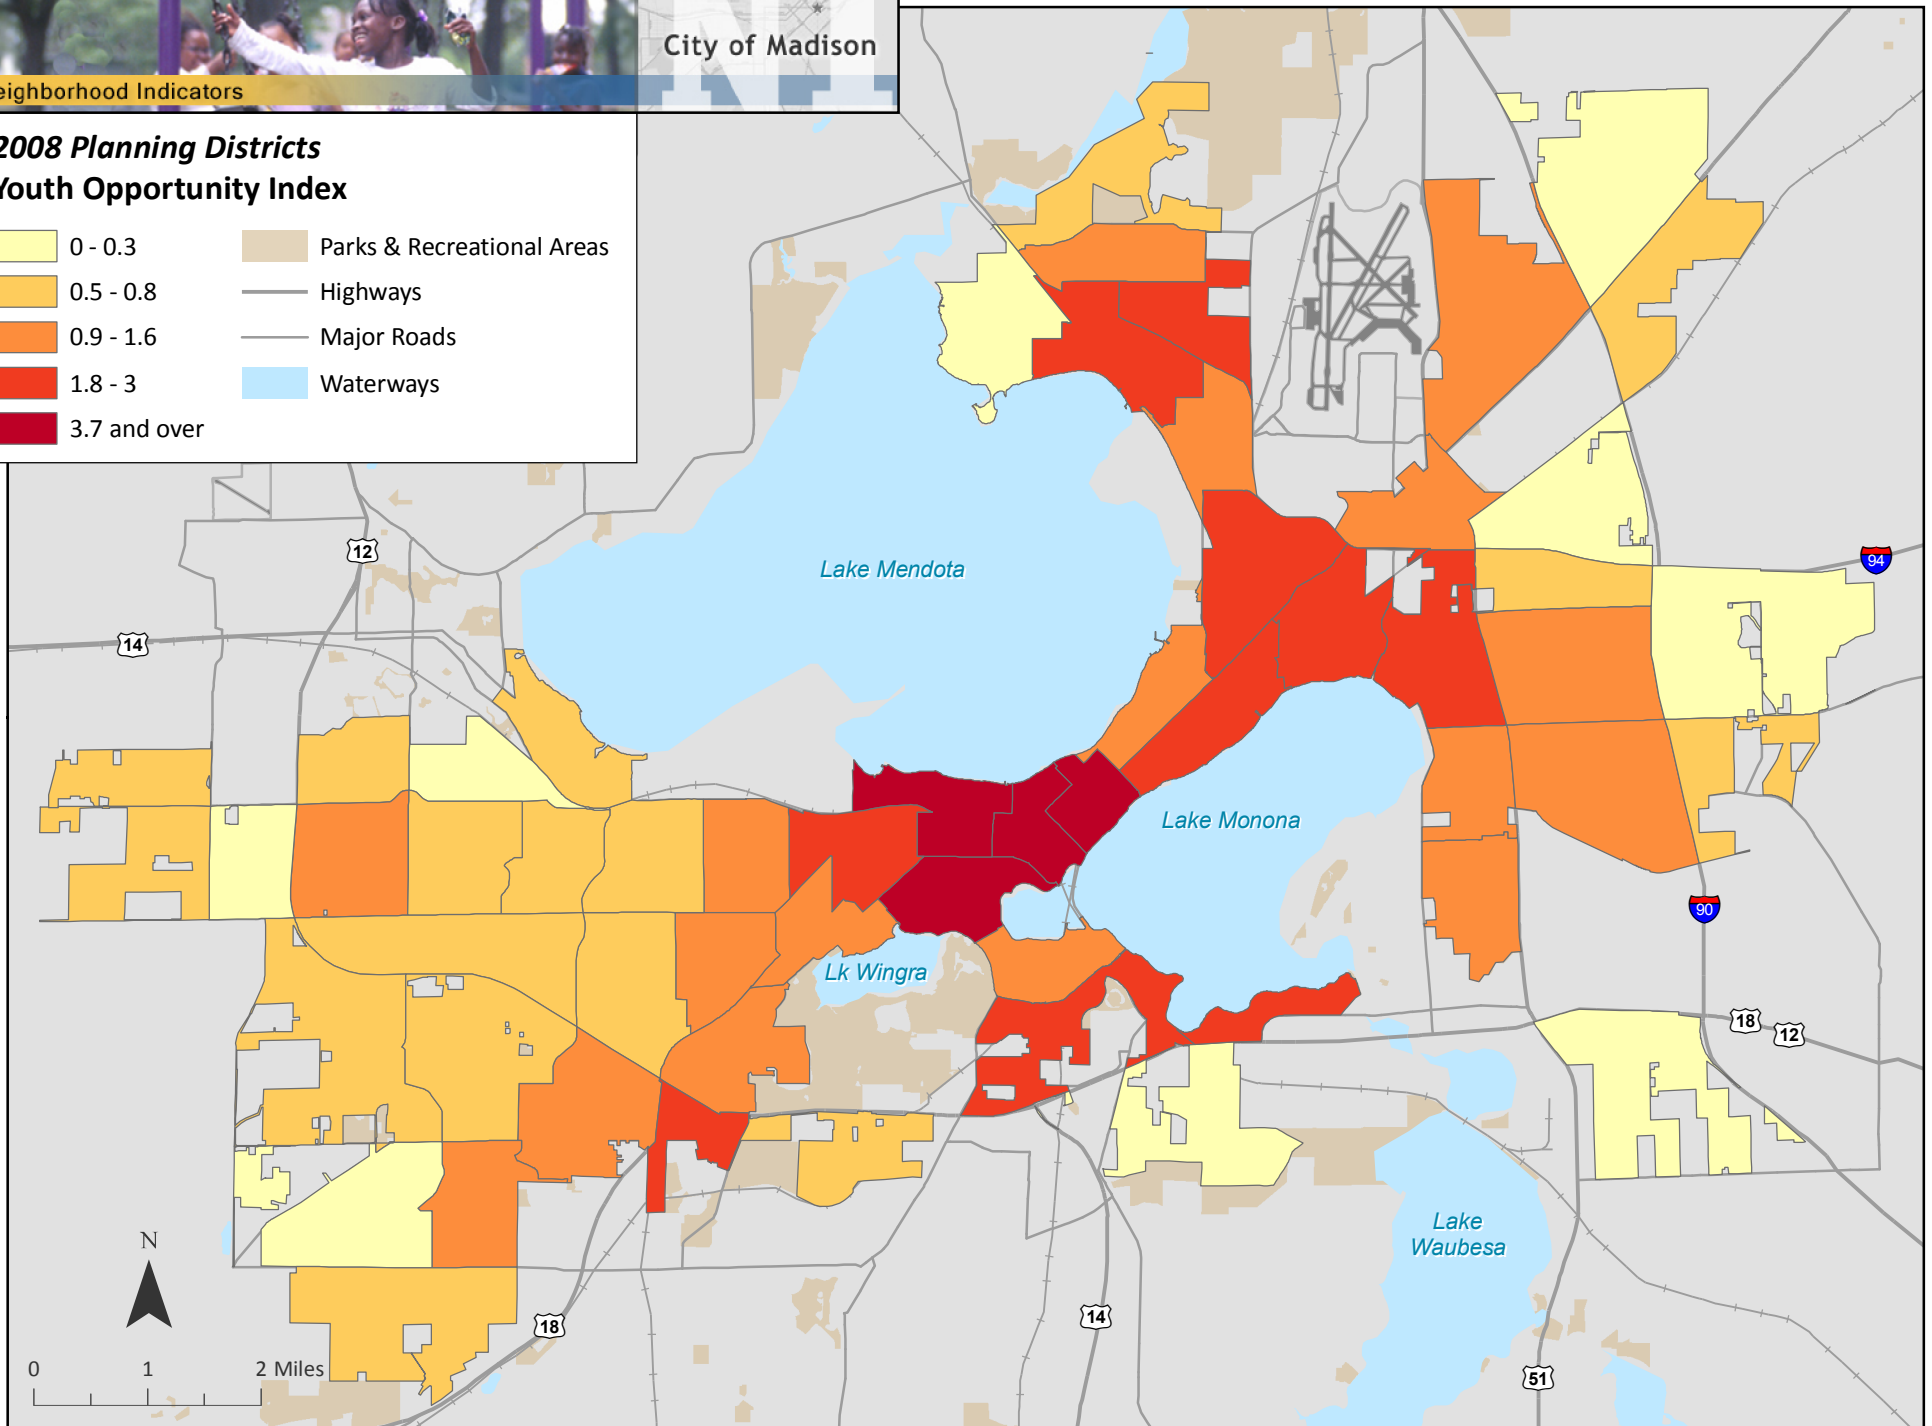 City of Madison
eighborhood Indicators
2008 Planning Districts
Youth Opportunity Index
0 - 0.3
Parks & Recreational Areas
0.5 - 0.8
Highways
0.9 - 1.6
Major Roads
1.8 - 3
Waterways
3.7 and over
12
Lake Mendota
94
14
Lake Monona
90
Lk Wingra
18
12
Lake
Waubesa
N
18
14
0
1
2 Miles
51